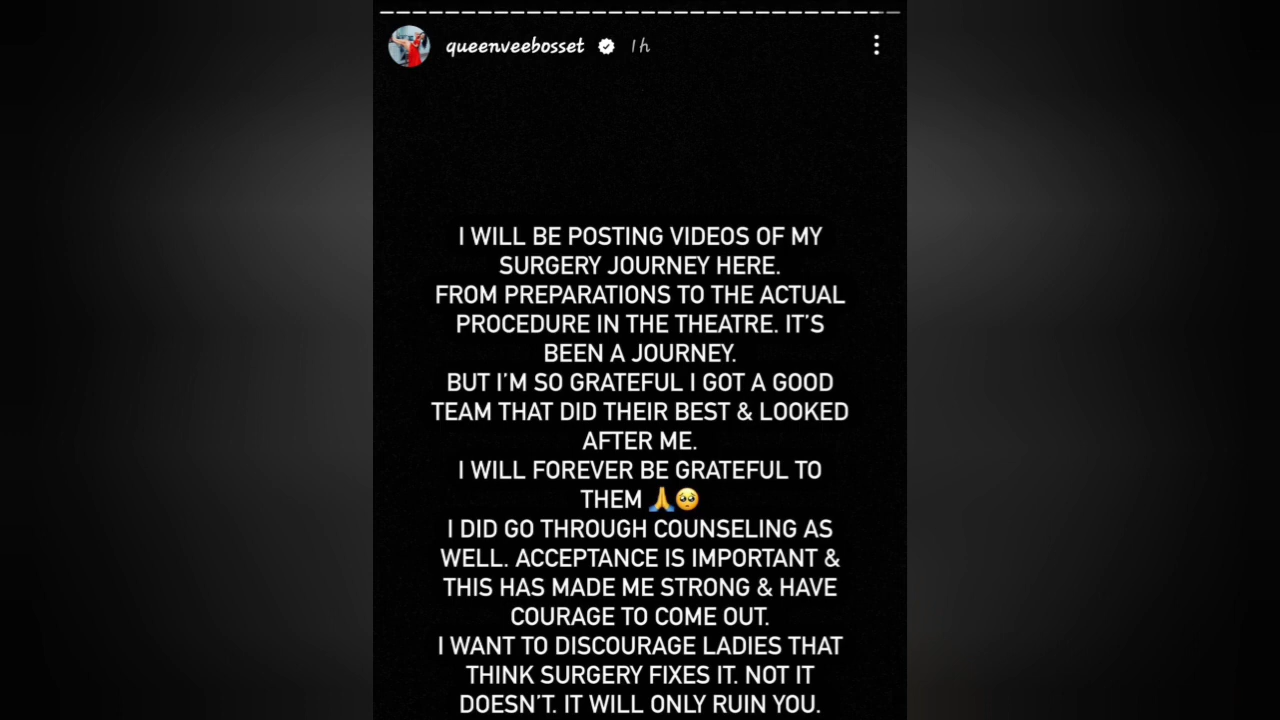 queenveebosset 1h
I WILL BE POSTING VIDEOS OF MY
SURGERY JOURNEY HERE.
FROM PREPARATIONS TO THE ACTUAL
PROCEDURE IN THE THEATRE. IT'S
BEEN A JOURNEY.
BUT I'M SO GRATEFUL I GOT A GOOD
TEAM THAT DID THEIR BEST & LOOKED
AFTER ME.
I WILL FOREVER BE GRATEFUL TO
THEM 🙏🥺
I DID GO THROUGH COUNSELING AS
WELL. ACCEPTANCE IS IMPORTANT &
THIS HAS MADE ME STRONG & HAVE
COURAGE TO COME OUT.
I WANT TO DISCOURAGE LADIES THAT
THINK SURGERY FIXES IT. NOT IT
DOESN'T. IT WILL ONLY RUIN YOU.